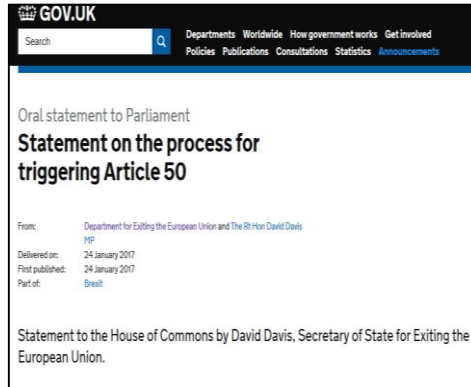 GOV.UK
Search
Departments Worldwide How government works Get involved
Policies Publications Consultations Statistics Announcements
Oral statement to Parliament
Statement on the process for
triggering Article 50
From: Department for Exiting the European Union and The Rt Hon David Davis
MP
Delivered on: 24 January 2017
First published: 24 January 2017
Part of: Brexit
Statement to the House of Commons by David Davis, Secretary of State for Exiting the
European Union.